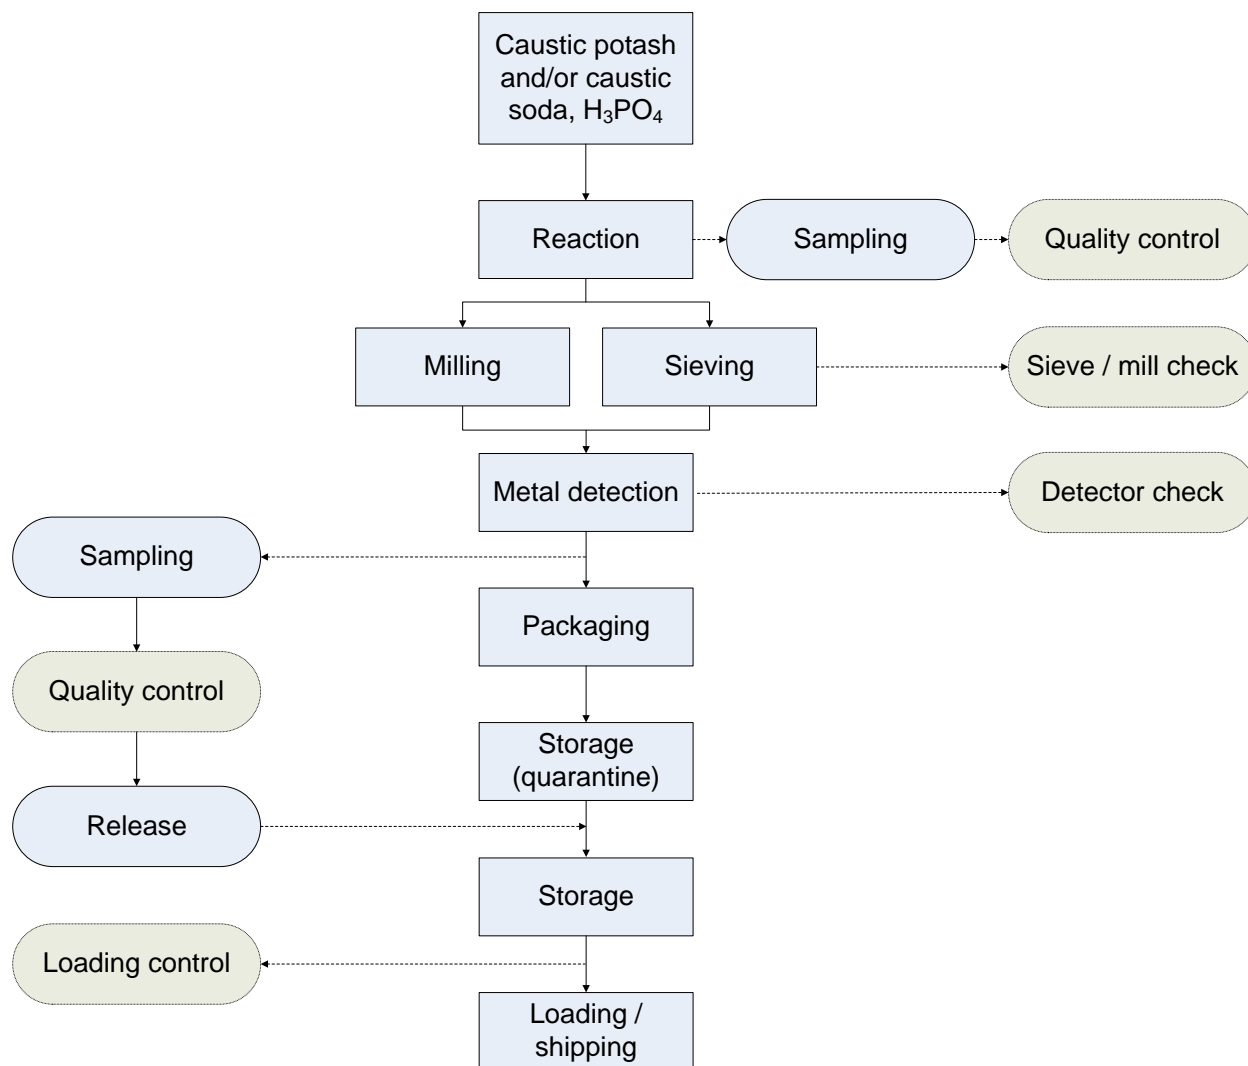 Caustic potash
and/or caustic
soda, H₃PO₄
Reaction
Sampling
Quality control
Milling
Sieving
Sieve / mill check
Metal detection
Detector check
Sampling
Packaging
Quality control
Storage
(quarantine)
Release
Storage
Loading control
Loading /
shipping